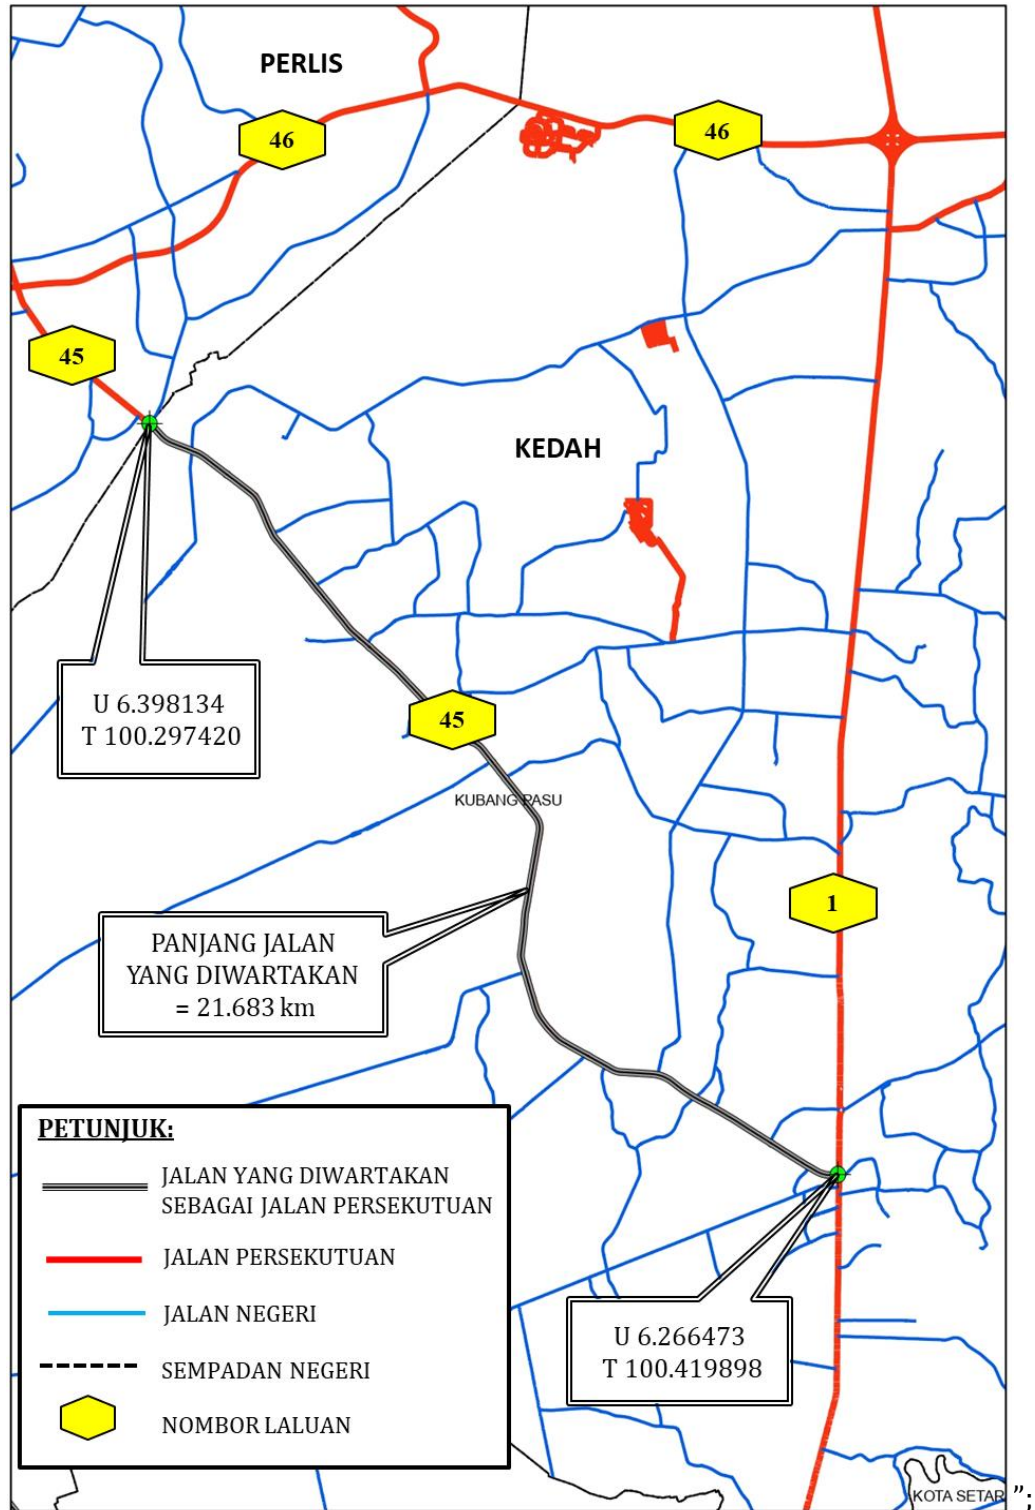 PERLIS
46
46
45
KEDAH
U 6.398134
T 100.297420
45
KUBANG PASU
1
PANJANG JALAN
YANG DIWARTAKAN
= 21.683 km
PETUNJUK:
JALAN YANG DIWARTAKAN
SEBAGAI JALAN PERSEKUTUAN
JALAN PERSEKUTUAN
JALAN NEGERI
SEMPADAN NEGERI
NOMBOR LALUAN
U 6.266473
T 100.419898
KOTA SETAR ”;